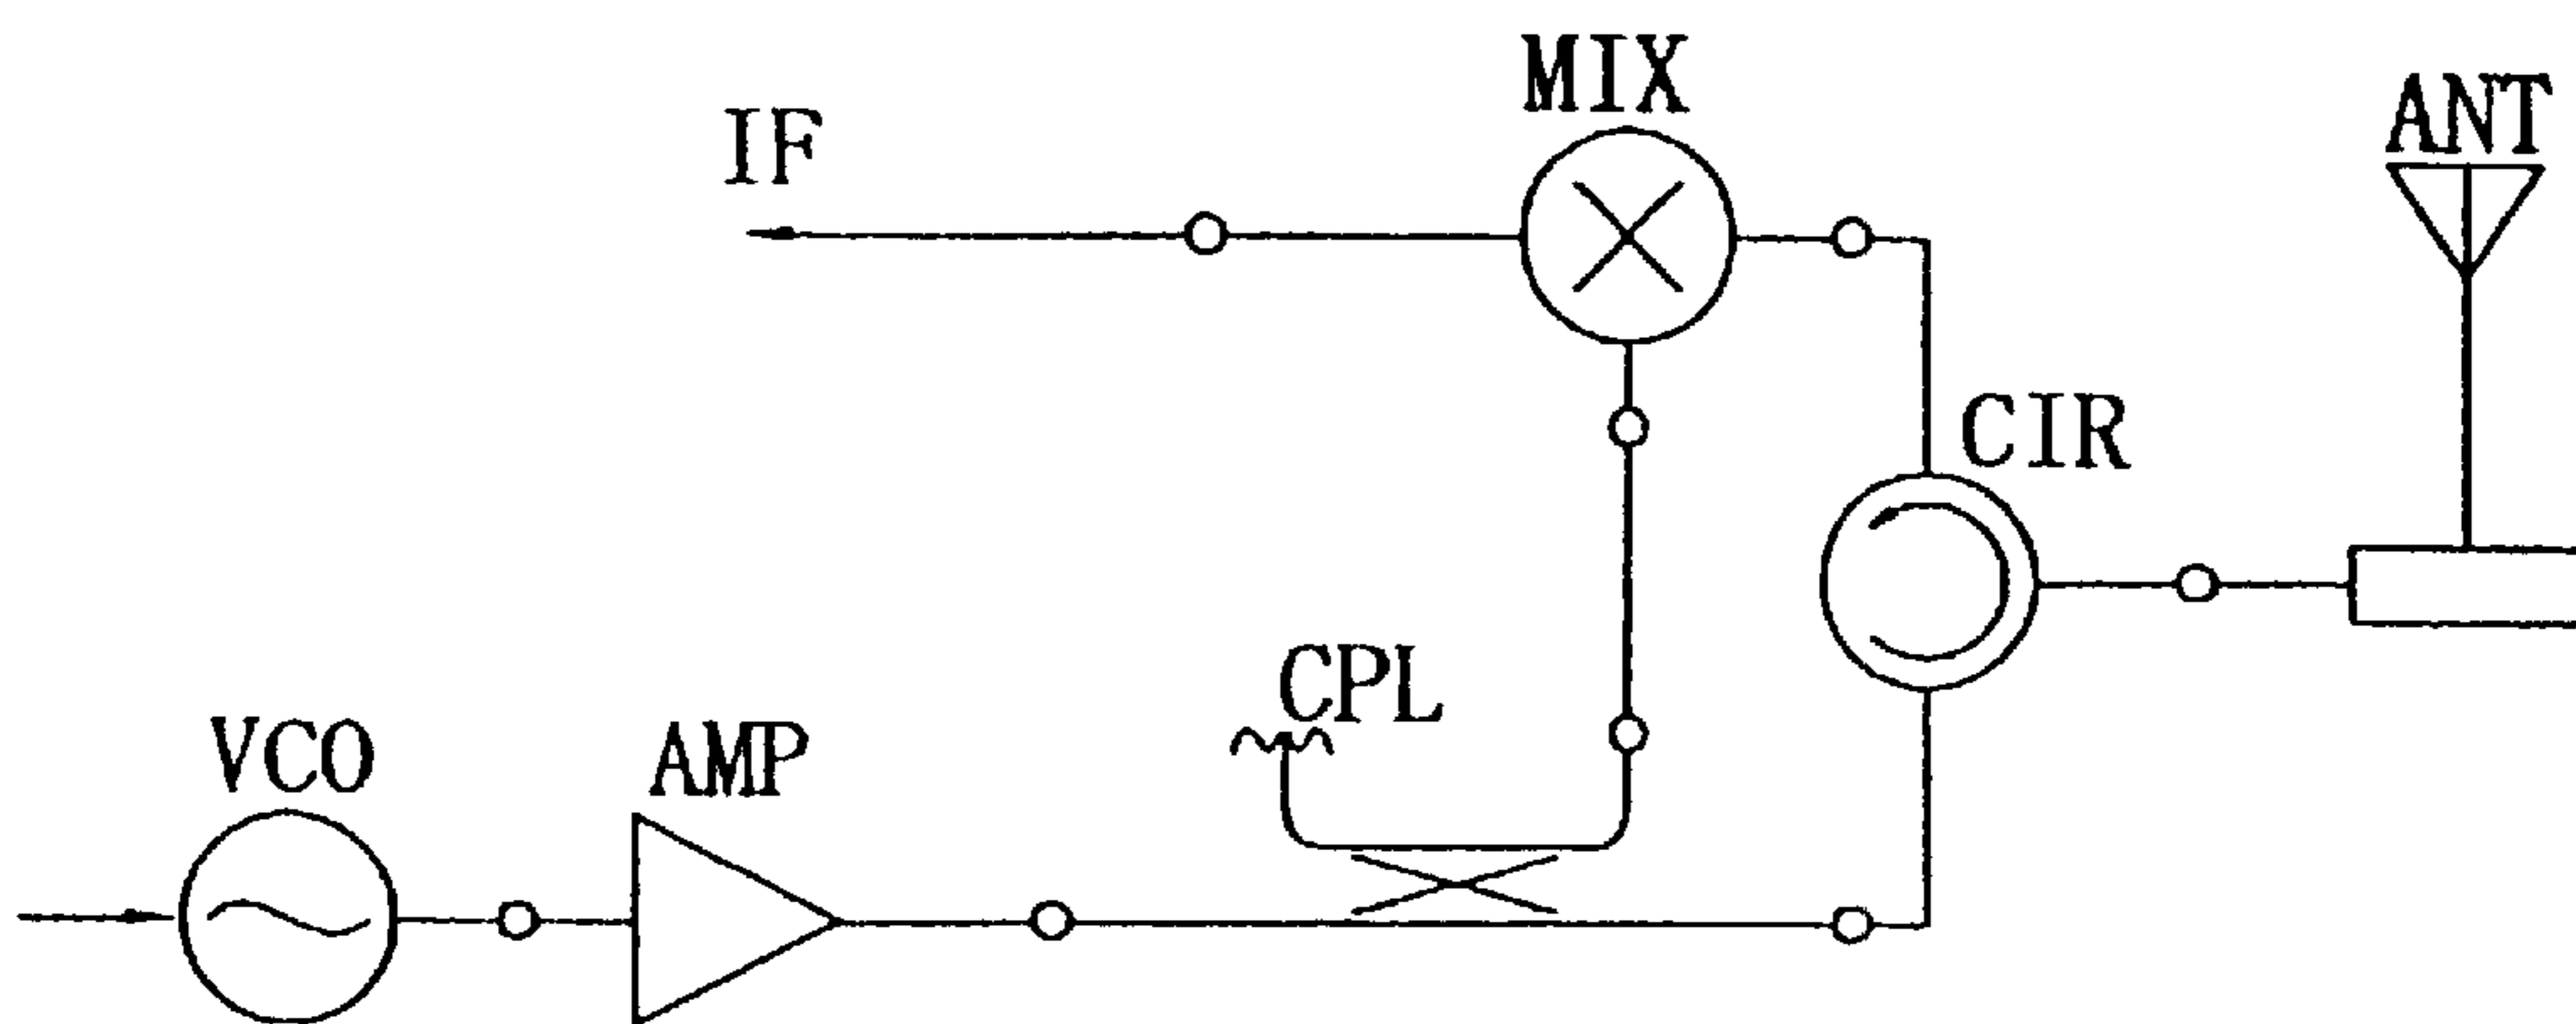 MIX
ANT
IF
CIR
CPL
VCO
AMP